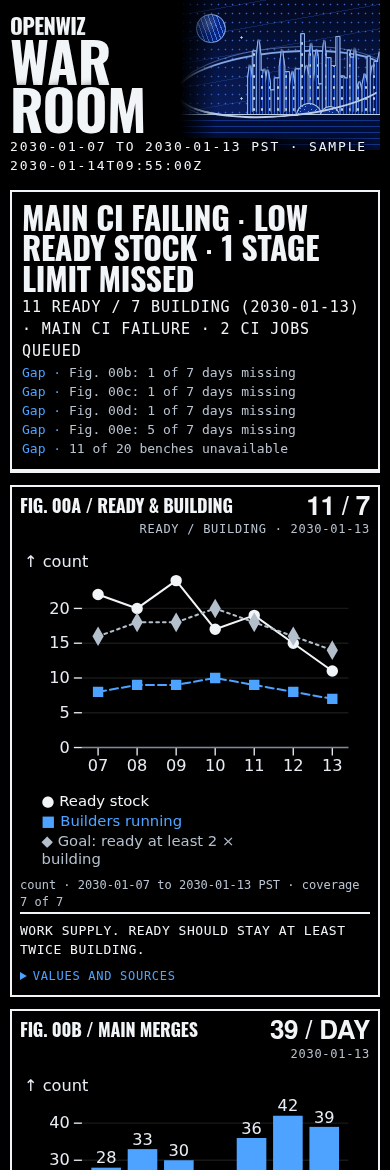 OPENWIZ
WAR
ROOM
2030-01-07 TO 2030-01-13 PST · SAMPLE
2030-01-14T09:55:00Z
MAIN CI FAILING · LOW
READY STOCK · 1 STAGE
LIMIT MISSED
11 READY / 7 BUILDING (2030-01-13)
· MAIN CI FAILURE · 2 CI JOBS
QUEUED
Gap · Fig. 00b: 1 of 7 days missing
Gap · Fig. 00c: 1 of 7 days missing
Gap · Fig. 00d: 1 of 7 days missing
Gap · Fig. 00e: 5 of 7 days missing
Gap · 11 of 20 benches unavailable
FIG. 00A / READY & BUILDING
11 / 7
READY / BUILDING · 2030-01-13
↑ count
20
15
10
5
0
07 08 09 10 11 12 13
Ready stock
Builders running
Goal: ready at least 2 ×
building
count · 2030-01-07 to 2030-01-13 PST · coverage
7 of 7
WORK SUPPLY. READY SHOULD STAY AT LEAST
TWICE BUILDING.
VALUES AND SOURCES
FIG. 00B / MAIN MERGES
39 / DAY
2030-01-13
↑ count
40
30
28 33 30 36 42 39